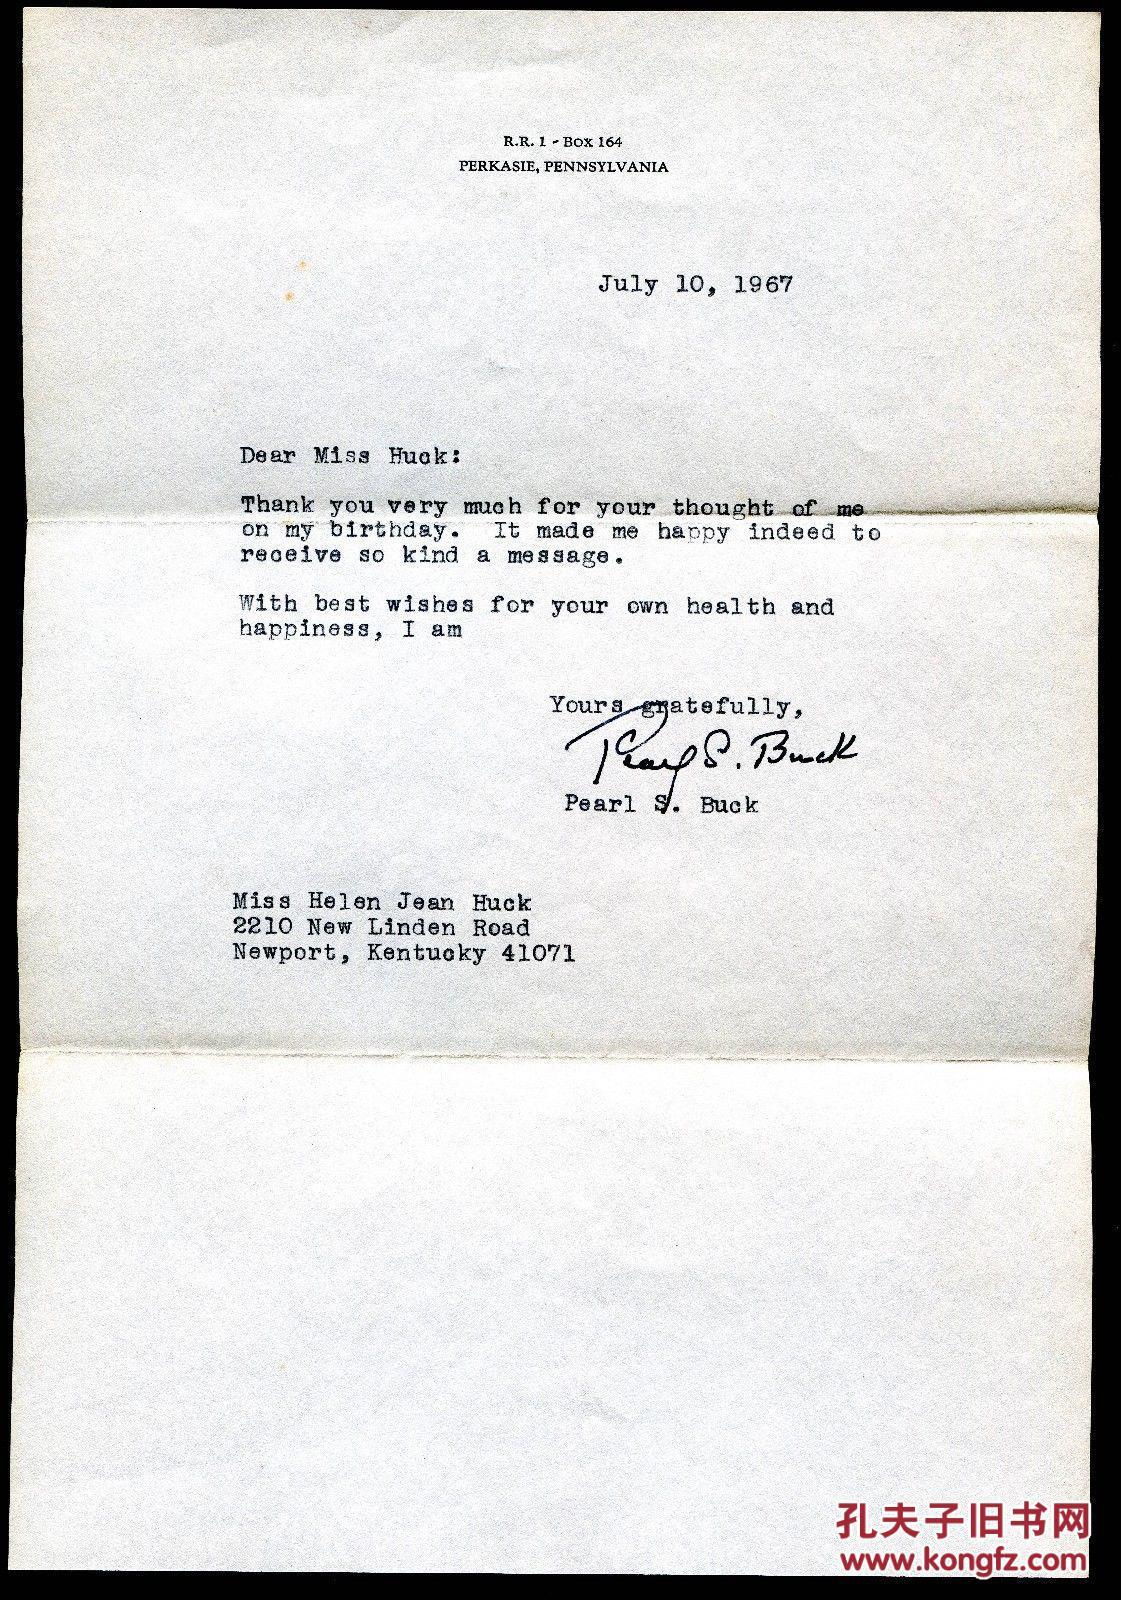 R.R. 1 - Box 164
PERKASIE, PENNSYLVANIA
July 10, 1967
Dear Miss Huck:
Thank you very much for your thought of me
on my birthday. It made me happy indeed to
receive so kind a message.
With best wishes for your own health and
happiness, I am
Yours gratefully,
Pearl S. Buck
Pearl S. Buck
Miss Helen Jean Huck
2210 New Linden Road
Newport, Kentucky 41071
孔夫子旧书网
www.kongfz.com